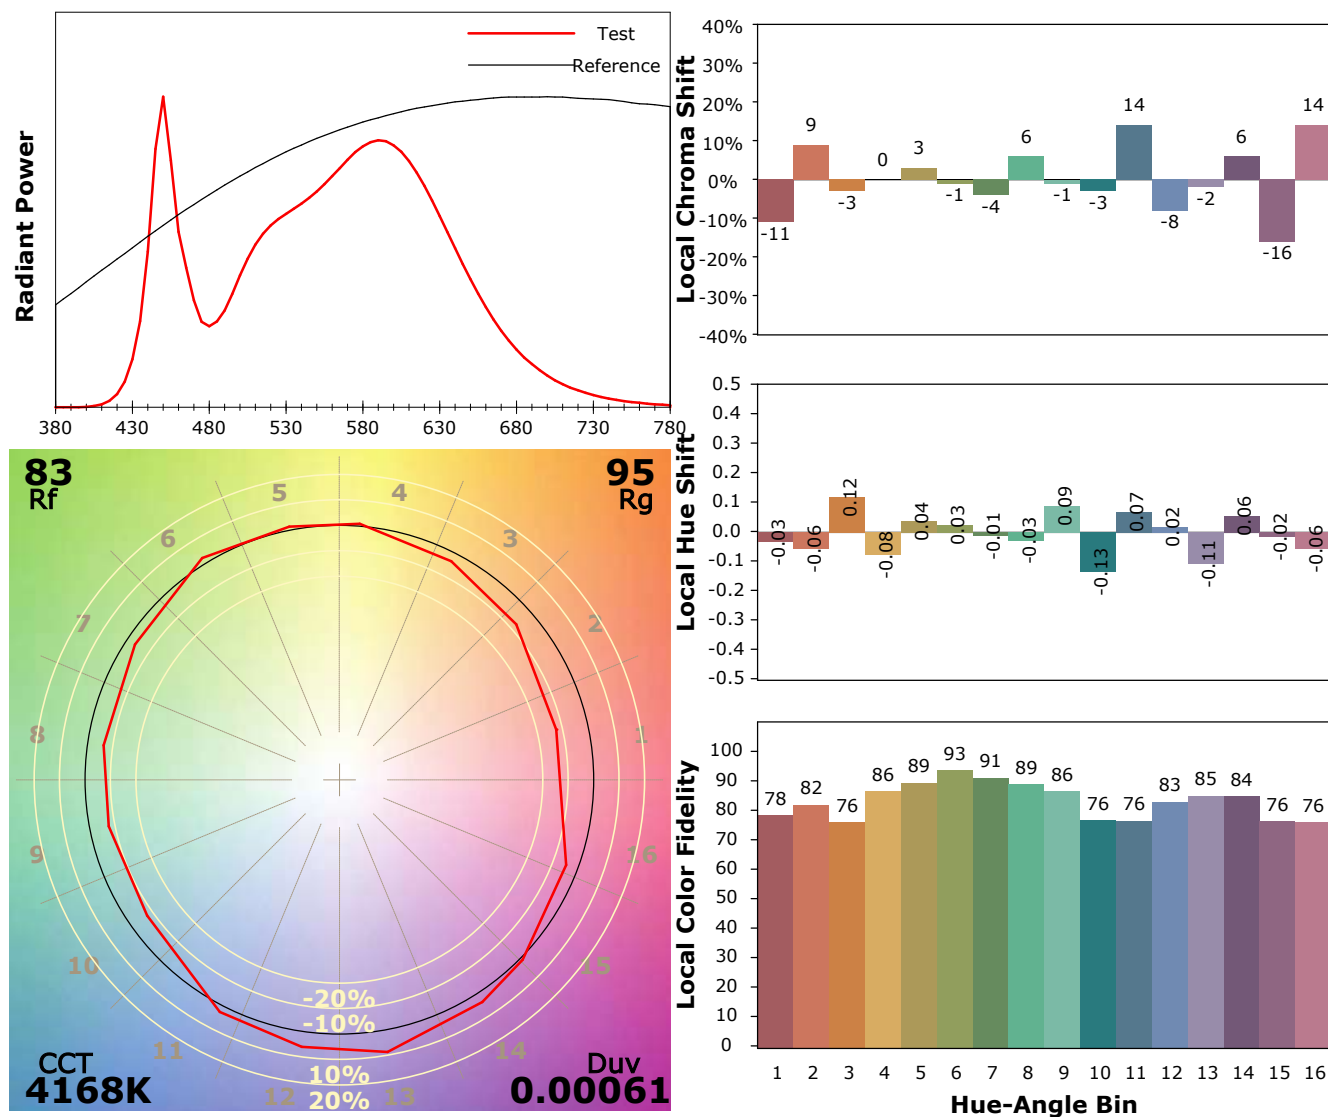 Test
Reference
Radiant Power
380 430 480 530 580 630 680 730 780
40%
30%
20%
10%
0%
-10%
-20%
-30%
-40%
Local Chroma Shift
-11 9 -3 0 3 -1 -4 6 -1 -3 14 -8 -2 6 -16 14
0.5
0.4
0.3
0.2
0.1
0.0
-0.1
-0.2
-0.3
-0.4
-0.5
Local Hue Shift
-0.03 -0.06 0.12 -0.08 0.04 0.03 -0.01 -0.03 0.09 -0.13 0.07 0.02 -0.11 0.06 -0.02 -0.06
83
Rf
95
Rg
5 4
6 3
7 2
8 1
9 16
10 15
11 14
12 13
-20%
-10%
10%
20%
CCT
4168K
Duv
0.00061
100
90
80
70
60
50
40
30
20
10
0
Local Color Fidelity
78 82 76 86 89 93 91 89 86 76 76 83 85 84 76 76
1 2 3 4 5 6 7 8 9 10 11 12 13 14 15 16
Hue-Angle Bin